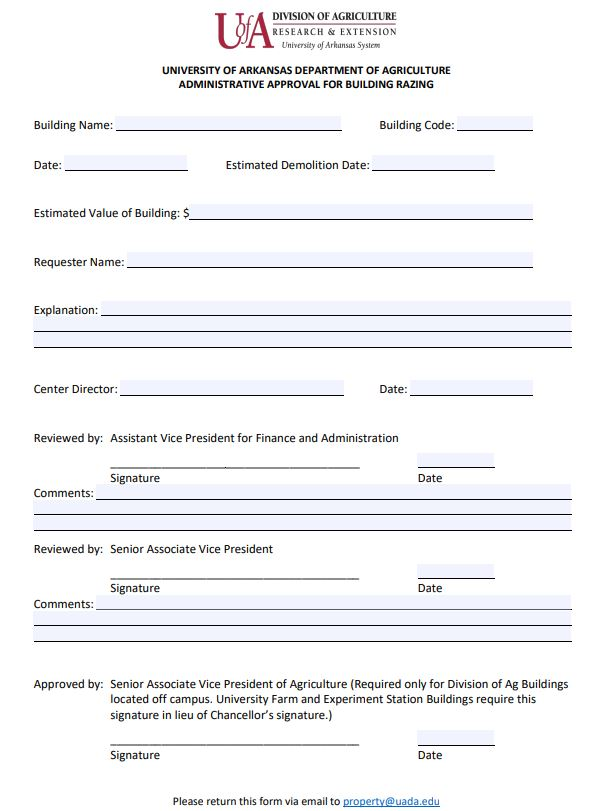 UofA DIVISION OF AGRICULTURE
RESEARCH & EXTENSION
University of Arkansas System
UNIVERSITY OF ARKANSAS DEPARTMENT OF AGRICULTURE
ADMINISTRATIVE APPROVAL FOR BUILDING RAZING
Building Name: Building Code:
Date: Estimated Demolition Date:
Estimated Value of Building: $
Requester Name:
Explanation:
Center Director: Date:
Reviewed by: Assistant Vice President for Finance and Administration
Signature Date
Comments:
Reviewed by: Senior Associate Vice President
Signature Date
Comments:
Approved by: Senior Associate Vice President of Agriculture (Required only for Division of Ag Buildings
located off campus. University Farm and Experiment Station Buildings require this
signature in lieu of Chancellor’s signature.)
Signature Date
Please return this form via email to property@uada.edu